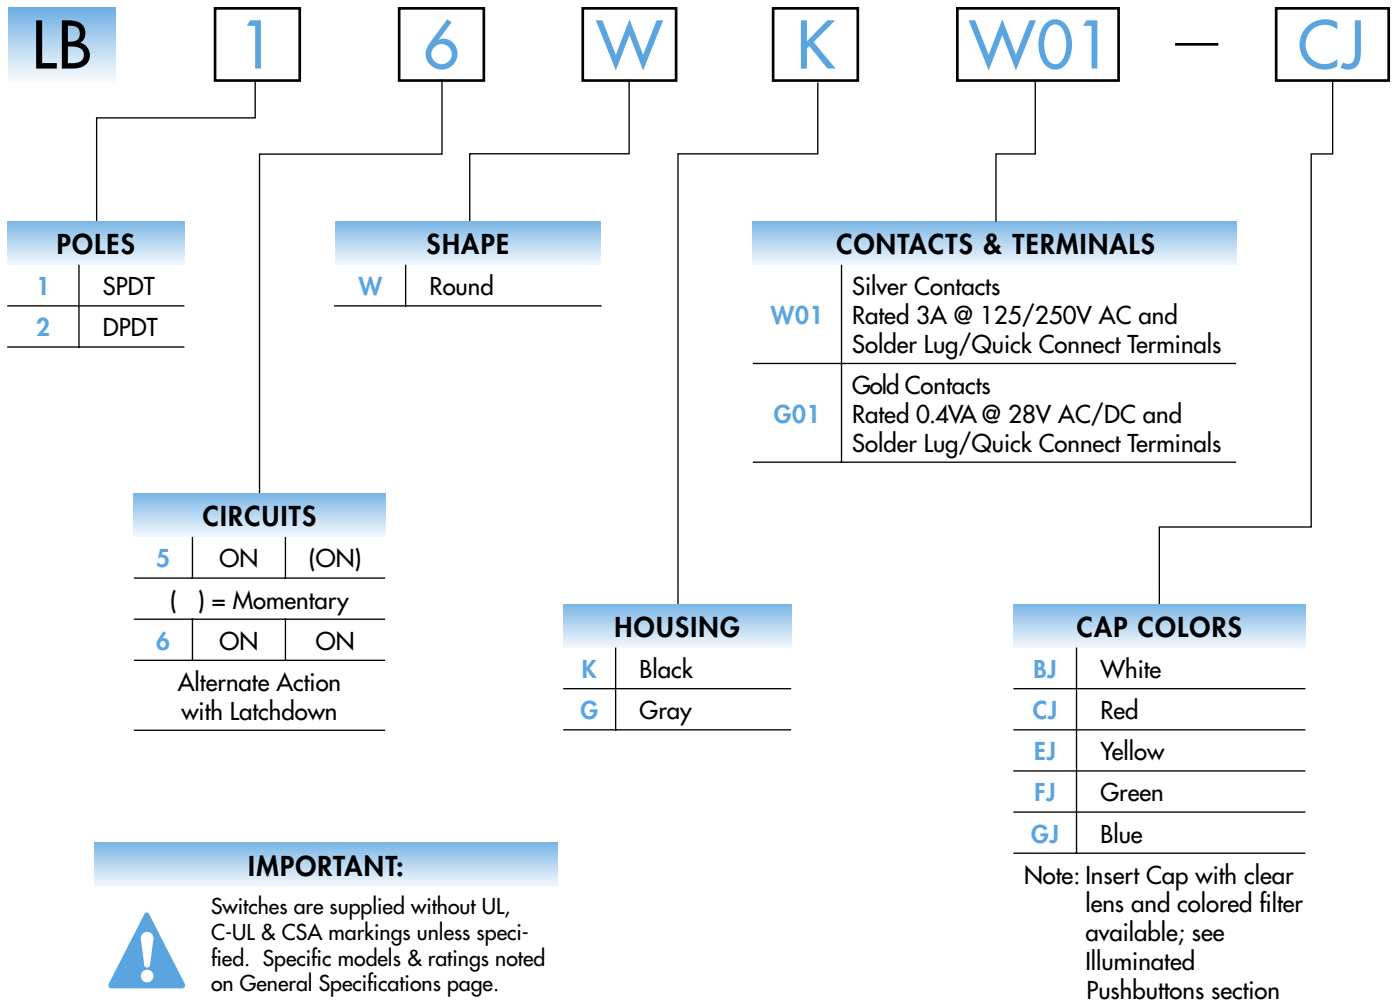 LB 1 6 W K W01 — CJ
POLES
1 SPDT
2 DPDT
SHAPE
W Round
CONTACTS & TERMINALS
W01 Silver Contacts
Rated 3A @ 125/250V AC and
Solder Lug/Quick Connect Terminals
G01 Gold Contacts
Rated 0.4VA @ 28V AC/DC and
Solder Lug/Quick Connect Terminals
CIRCUITS
5 ON (ON)
( ) = Momentary
6 ON ON
Alternate Action
with Latchdown
HOUSING
K Black
G Gray
CAP COLORS
BJ White
CJ Red
EJ Yellow
FJ Green
GJ Blue
Note: Insert Cap with clear
lens and colored filter
available; see
Illuminated
Pushbuttons section
IMPORTANT:
Switches are supplied without UL,
C-UL & CSA markings unless speci-
fied. Specific models & ratings noted
on General Specifications page.